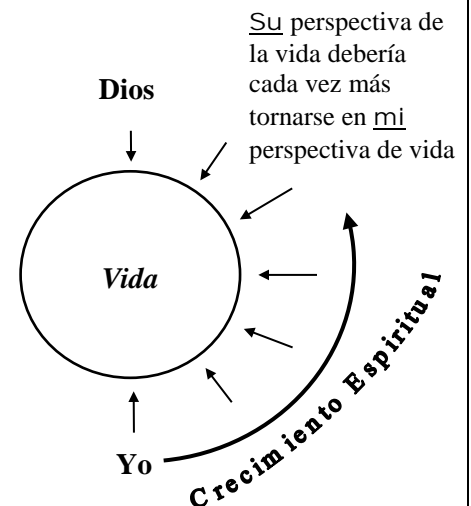 Su perspectiva de
la vida debería
cada vez más
tornarse en mi
perspectiva de vida
Dios
Vida
Yo
Crecimiento Espiritual